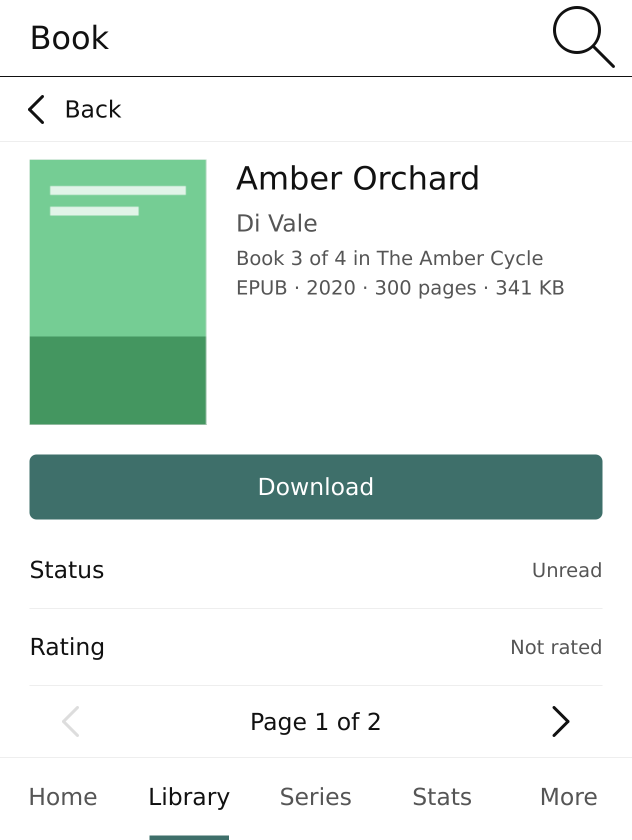 Book
Back
Amber Orchard
Di Vale
Book 3 of 4 in The Amber Cycle
EPUB · 2020 · 300 pages · 341 KB
Download
Status Unread
Rating Not rated
Page 1 of 2
Home Library Series Stats More